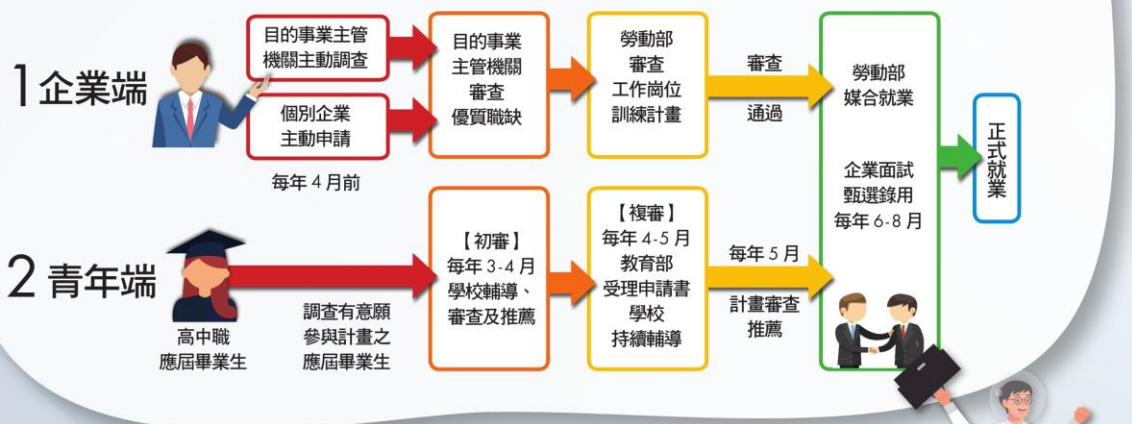 1 企業端
目的事業主管
機關主動調查
個別企業
主動申請
每年 4 月前
目的事業
主管機關
審查
優質職缺
勞動部
審查
工作崗位
訓練計畫
審查
通過
勞動部
媒合就業
企業面試
甄選錄用
每年 6-8 月
正式就業
2 青年端
高中職
應屆畢業生
調查有意願
參與計畫之
應屆畢業生
【初審】
每年 3-4 月
學校輔導、
審查及推薦
【複審】
每年 4-5 月
教育部
受理申請書
學校
持續輔導
每年 5 月
計畫審查
推薦